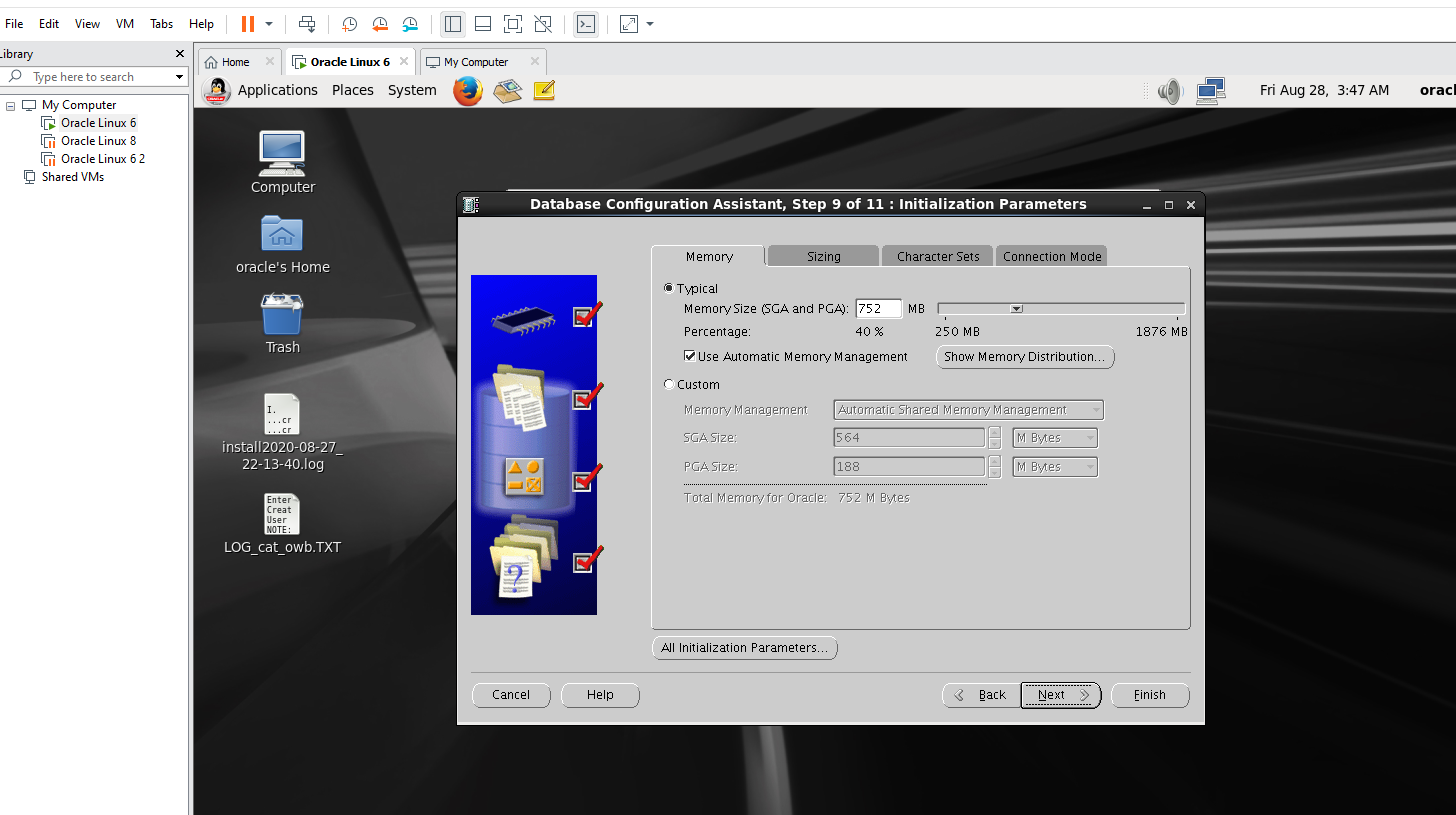 File Edit View VM Tabs Help
Library
Type here to search
My Computer
Oracle Linux 6
Oracle Linux 8
Oracle Linux 6 2
Shared VMs
Home
Oracle Linux 6
My Computer
Applications Places System
Fri Aug 28, 3:47 AM
oracl
Computer
oracle's Home
Trash
I.
...cr
...cr
install2020-08-27_
22-13-40.log
Enter
Creat
User
NOTE:
LOG_cat_owb.TXT
Database Configuration Assistant, Step 9 of 11 : Initialization Parameters
Memory Sizing Character Sets Connection Mode
Typical
Memory Size (SGA and PGA): 752 MB
Percentage: 40 % 250 MB 1876 MB
Use Automatic Memory Management Show Memory Distribution...
Custom
Memory Management Automatic Shared Memory Management
SGA Size: 564 M Bytes
PGA Size: 188 M Bytes
Total Memory for Oracle: 752 M Bytes
?
All Initialization Parameters...
Cancel Help Back Next Finish